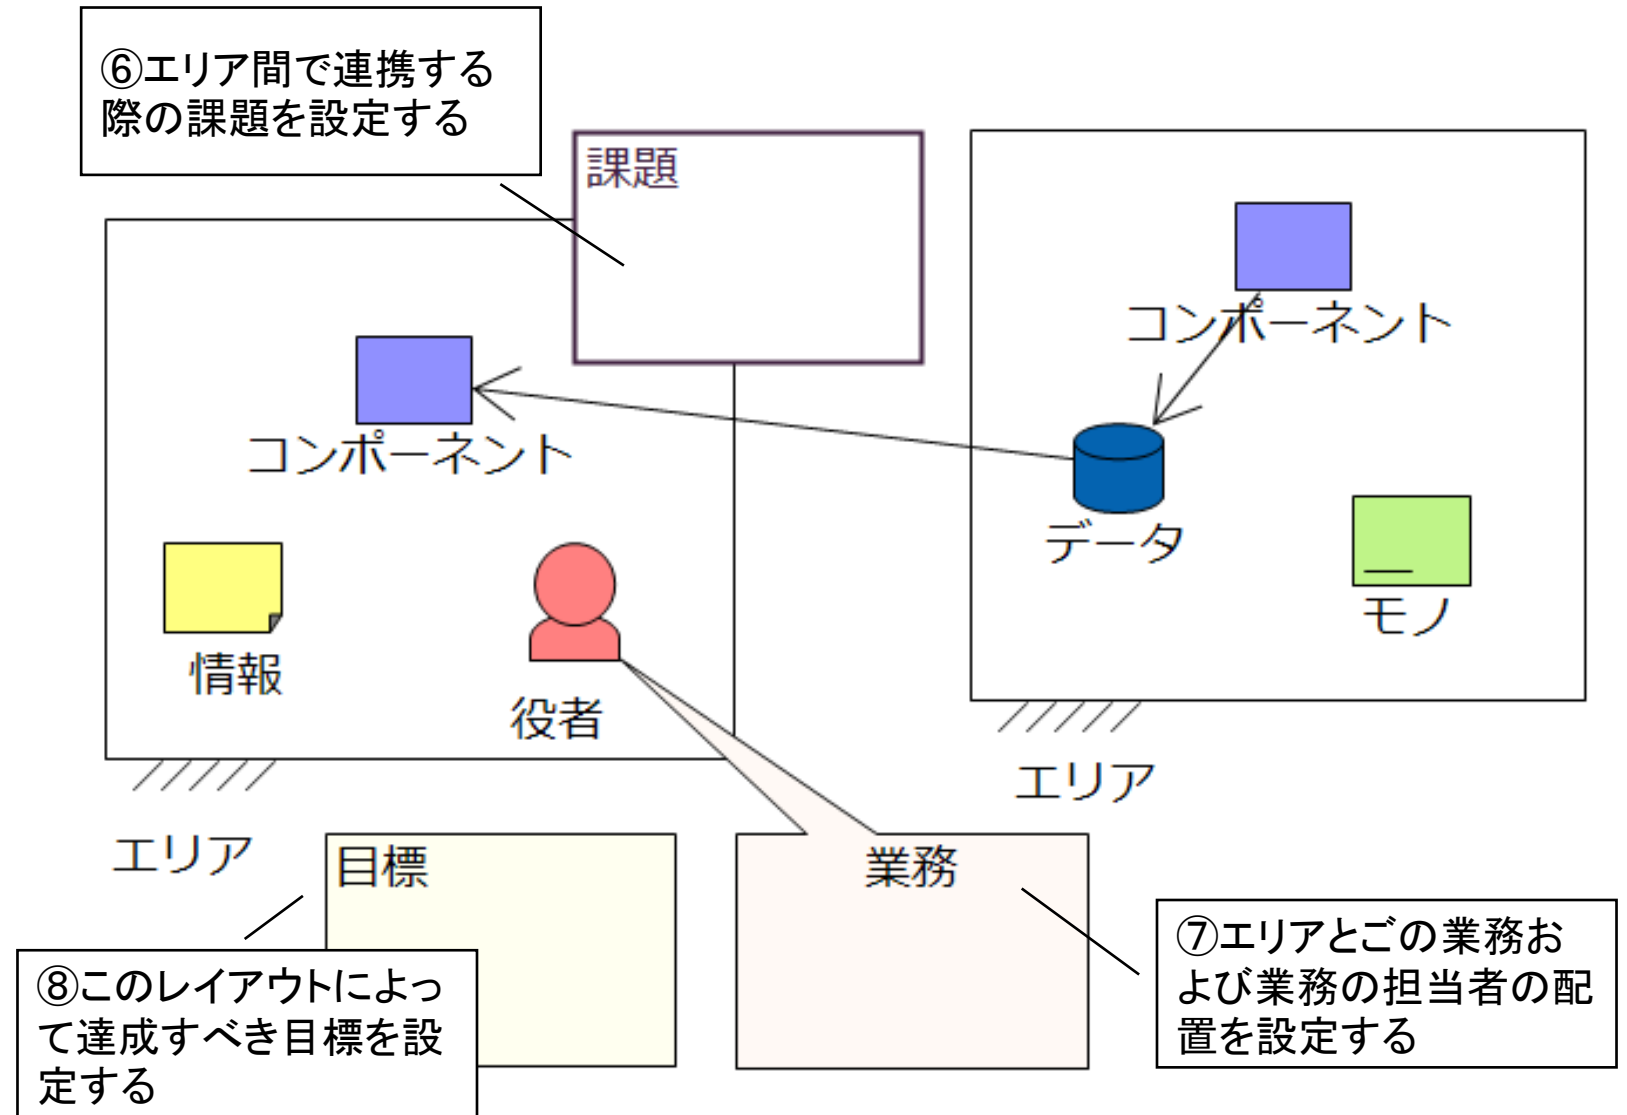 ⑥エリア間で連携する
際の課題を設定する
課題
コンポーネント
コンポーネント
データ
モノ
情報
役者
エリア
エリア
目標
業務
⑦エリアとごの業務お
よび業務の担当者の配
置を設定する
⑧このレイアウトによっ
て達成すべき目標を設
定する